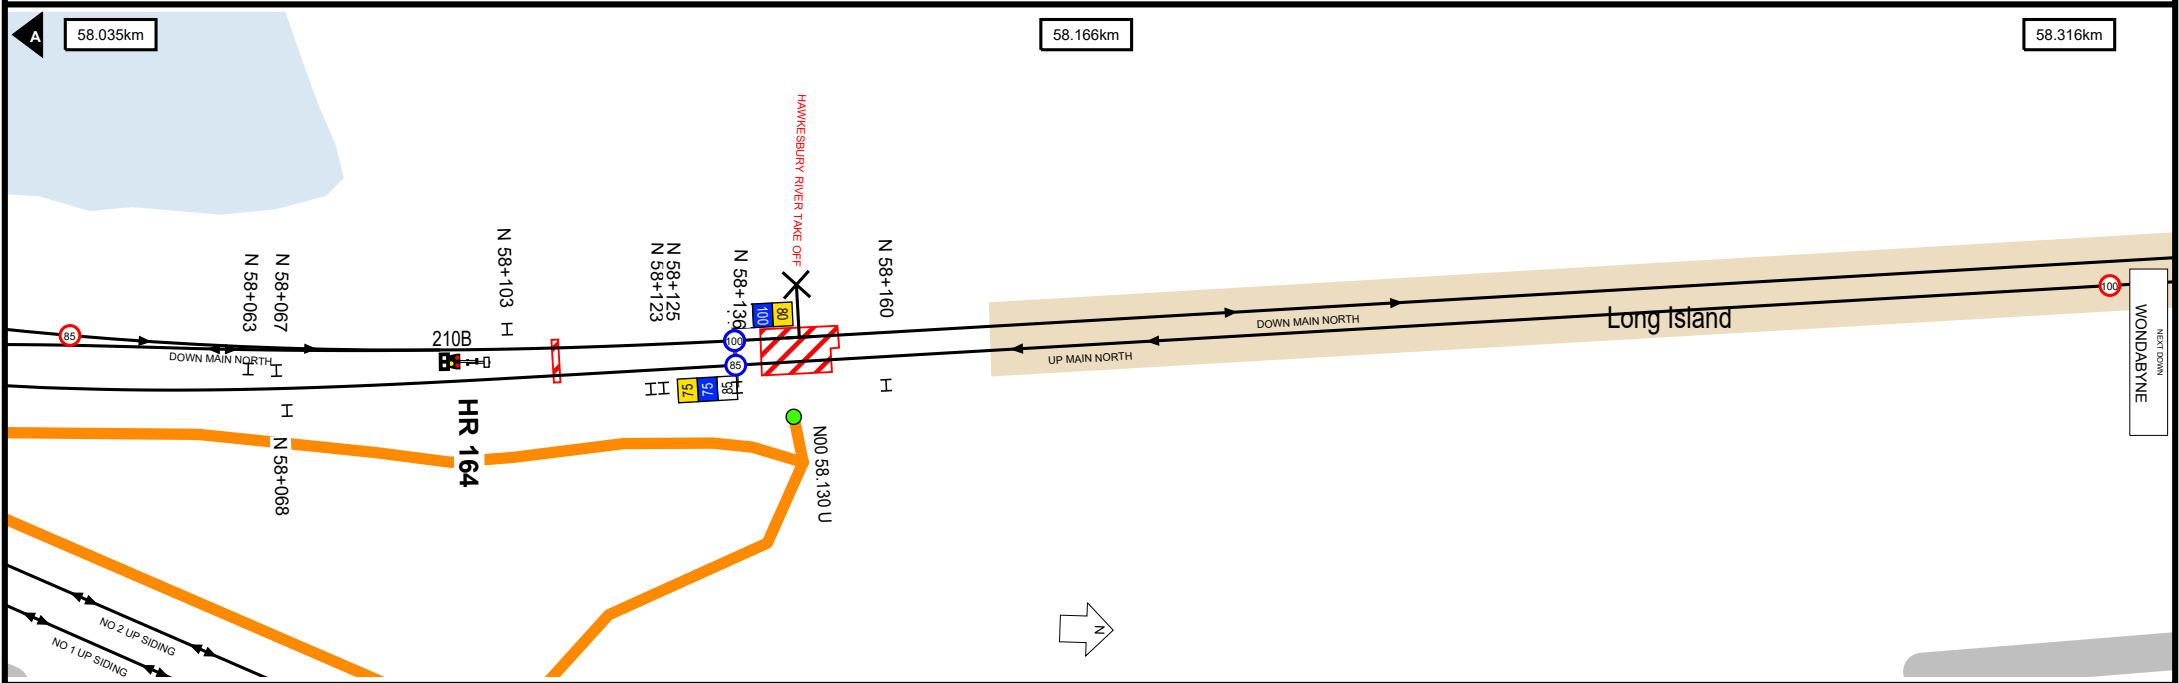 A
58.035km
58.166km
58.316km
HAWKESBURY RIVER TAKE OFF
N 58+063
N 58+067
N 58+103
N 58+123
N 58+125
N 58+136
N 58+160
100
80
85
DOWN MAIN NORTH
210B
100
85
75
75
85
DOWN MAIN NORTH
UP MAIN NORTH
Long Island
100
WONDABYNE
NEXT DOWN
HR 164
N 58+068
N00 58.130 U
NO 2 UP SIDING
NO 1 UP SIDING
N